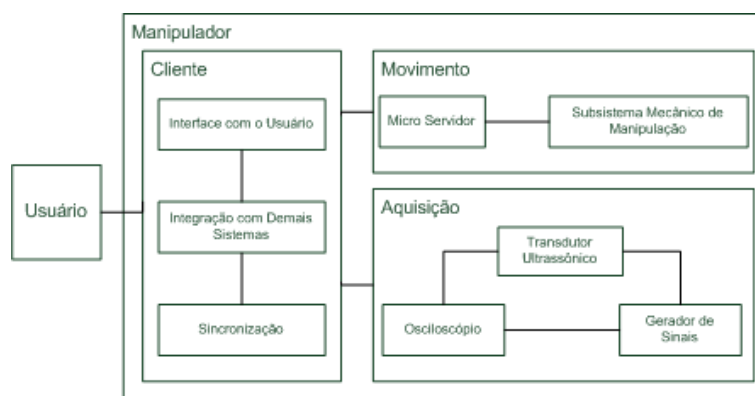 Manipulador
Cliente
Interface com o Usuário
Integração com Demais
Sistemas
Sincronização
Usuário
Movimento
Micro Servidor
Subsistema Mecânico de
Manipulação
Aquisição
Transdutor
Ultrassônico
Osciloscópio
Gerador de
Sinais